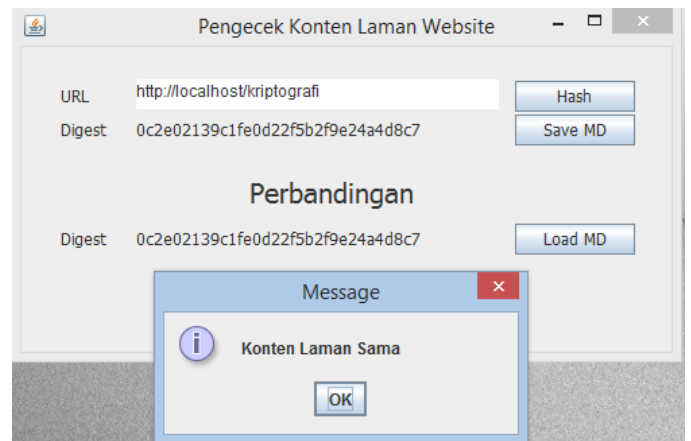 Pengecek Konten Laman Website
URL http://localhost/kriptografi Hash
Digest 0c2e02139c1fe0d22f5b2f9e24a4d8c7 Save MD
Perbandingan
Digest 0c2e02139c1fe0d22f5b2f9e24a4d8c7 Load MD
Message
Konten Laman Sama
OK